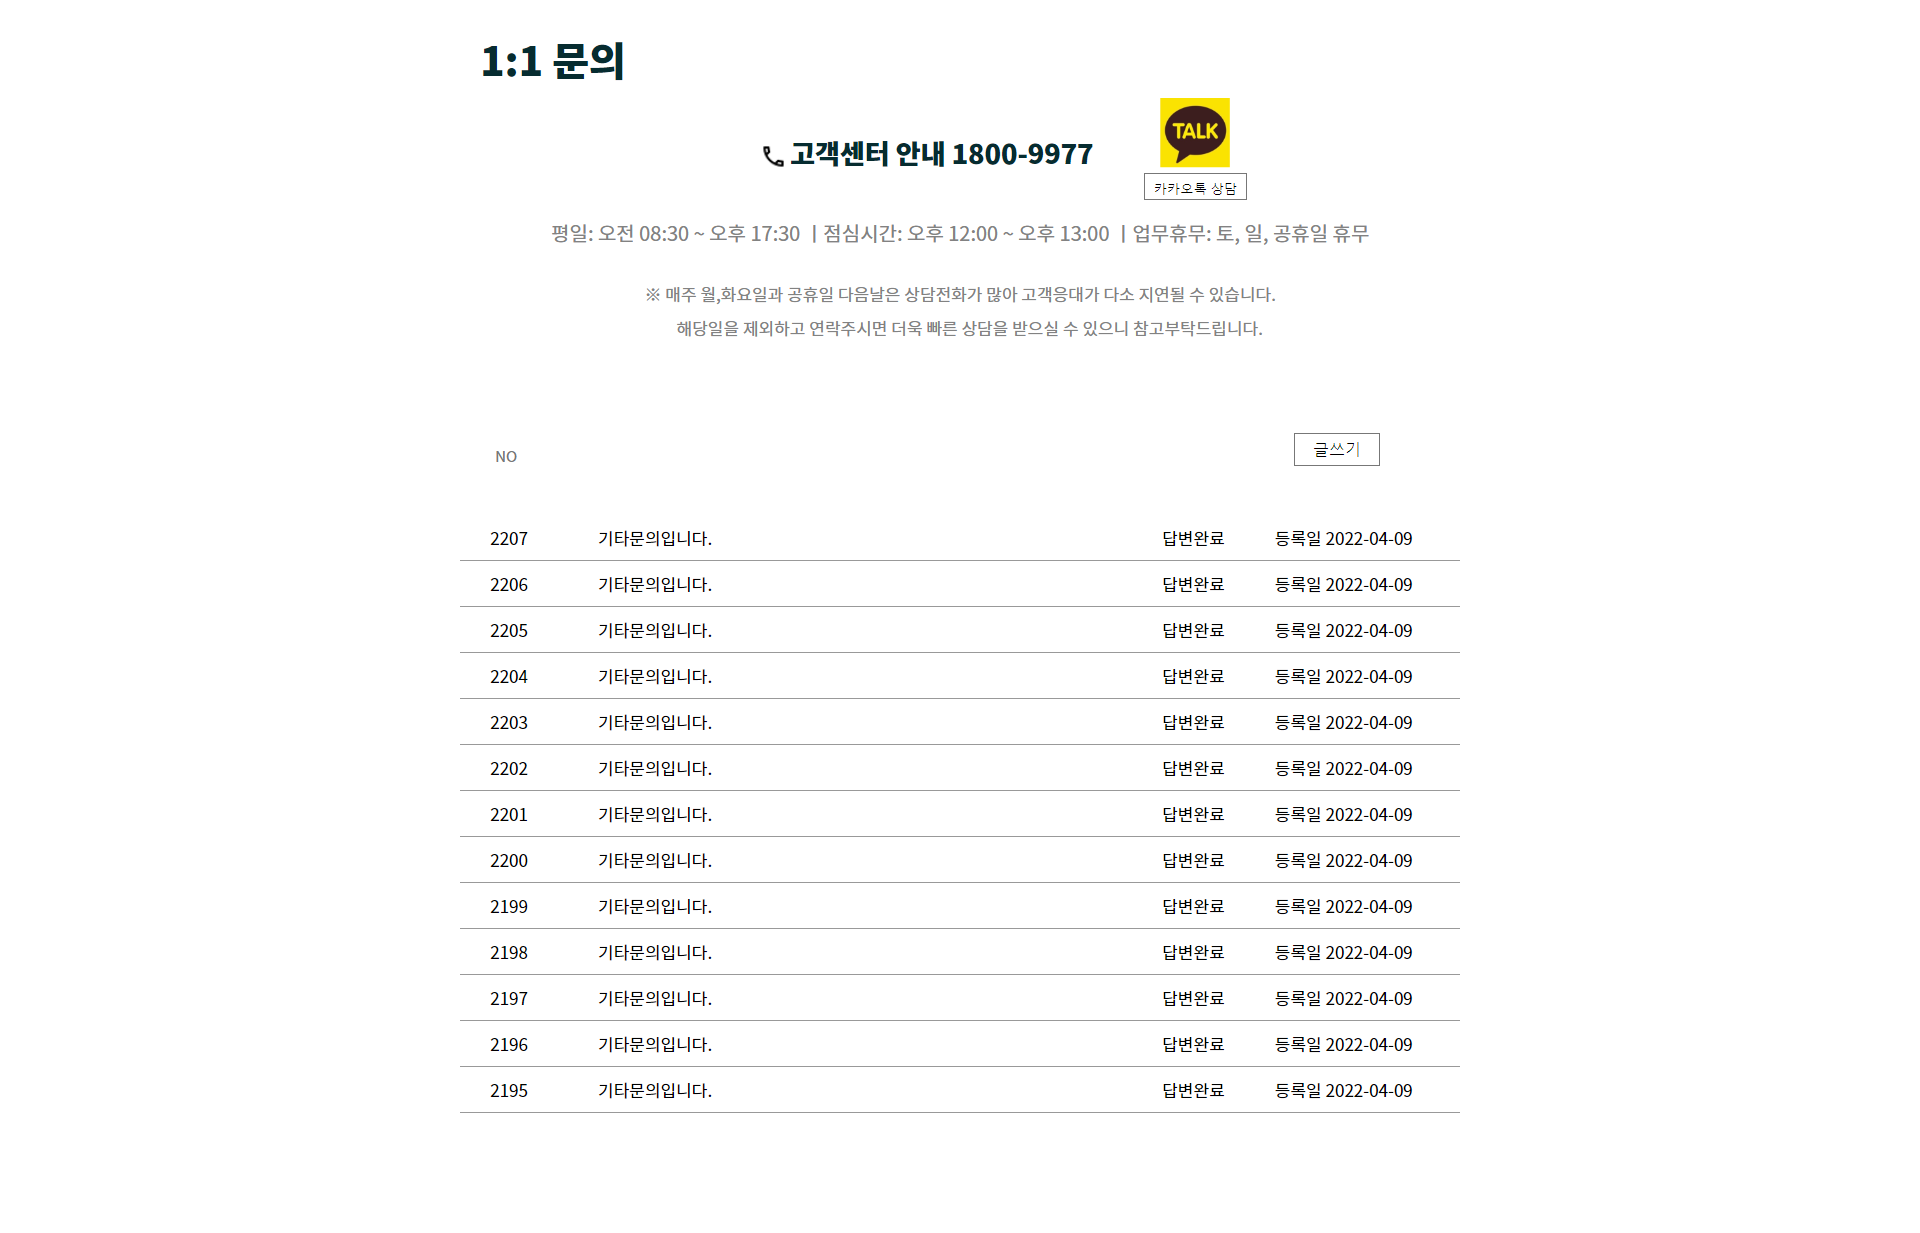 1:1 문의
TALK
고객센터 안내 1800-9977
카카오톡 상담
평일: 오전 08:30 ~ 오후 17:30 ㅣ점심시간: 오후 12:00 ~ 오후 13:00 ㅣ업무휴무: 토, 일, 공휴일 휴무
※ 매주 월,화요일과 공휴일 다음날은 상담전화가 많아 고객응대가 다소 지연될 수 있습니다.
해당일을 제외하고 연락주시면 더욱 빠른 상담을 받으실 수 있으니 참고부탁드립니다.
NO 글쓰기
2207 기타문의입니다. 답변완료 등록일 2022-04-09
2206 기타문의입니다. 답변완료 등록일 2022-04-09
2205 기타문의입니다. 답변완료 등록일 2022-04-09
2204 기타문의입니다. 답변완료 등록일 2022-04-09
2203 기타문의입니다. 답변완료 등록일 2022-04-09
2202 기타문의입니다. 답변완료 등록일 2022-04-09
2201 기타문의입니다. 답변완료 등록일 2022-04-09
2200 기타문의입니다. 답변완료 등록일 2022-04-09
2199 기타문의입니다. 답변완료 등록일 2022-04-09
2198 기타문의입니다. 답변완료 등록일 2022-04-09
2197 기타문의입니다. 답변완료 등록일 2022-04-09
2196 기타문의입니다. 답변완료 등록일 2022-04-09
2195 기타문의입니다. 답변완료 등록일 2022-04-09